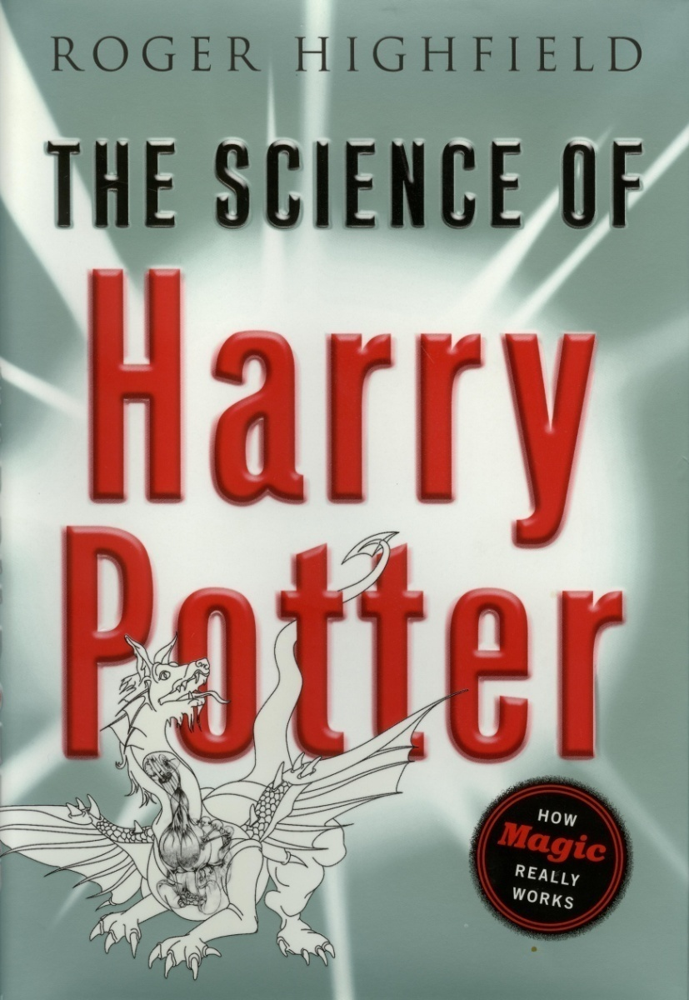 ROGER HIGHFIELD
THE SCIENCE OF
Harry
Potter
HOW
Magic
REALLY
WORKS